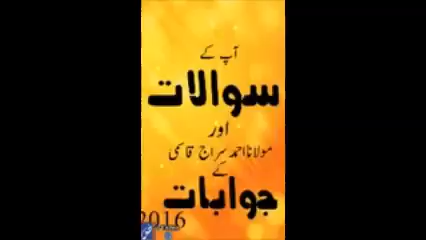 آپ کے
سوالات
اور
مولانا احمد سراج قاسمی
کے
جوابات
2016